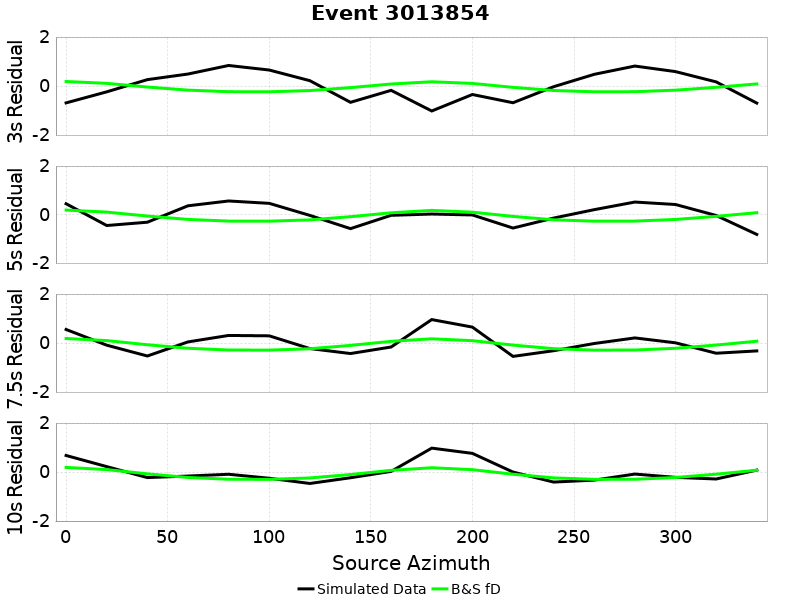 Event 3013854
3s Residual
2
0
-2
5s Residual
2
0
-2
7.5s Residual
2
0
-2
10s Residual
2
0
-2
0 50 100 150 200 250 300
Source Azimuth
Simulated Data B&S fD